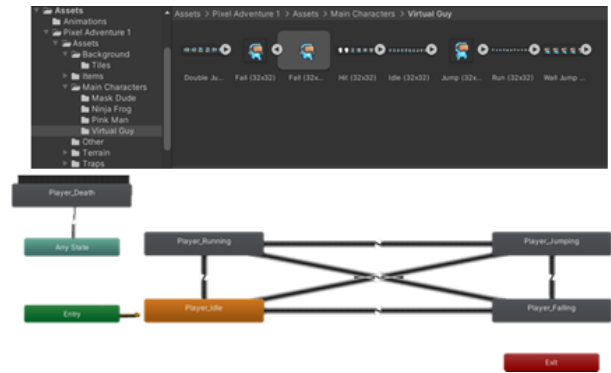 Assets
Animations
Pixel Adventure 1
Assets
Background
Tiles
Items
Main Characters
Mask Dude
Ninja Frog
Pink Man
Virtual Guy
Other
Terrain
Traps
Assets > Pixel Adventure 1 > Assets > Main Characters > Virtual Guy
Double Ju... Fall (32x32) Fall (32x... Hit (32x32) Idle (32x32) Jump (32x... Run (32x32) Wall Jump ...
Player_Death
Any State
Player_Running
Player_Jumping
Entry
Player_Idle
Player_Falling
Exit